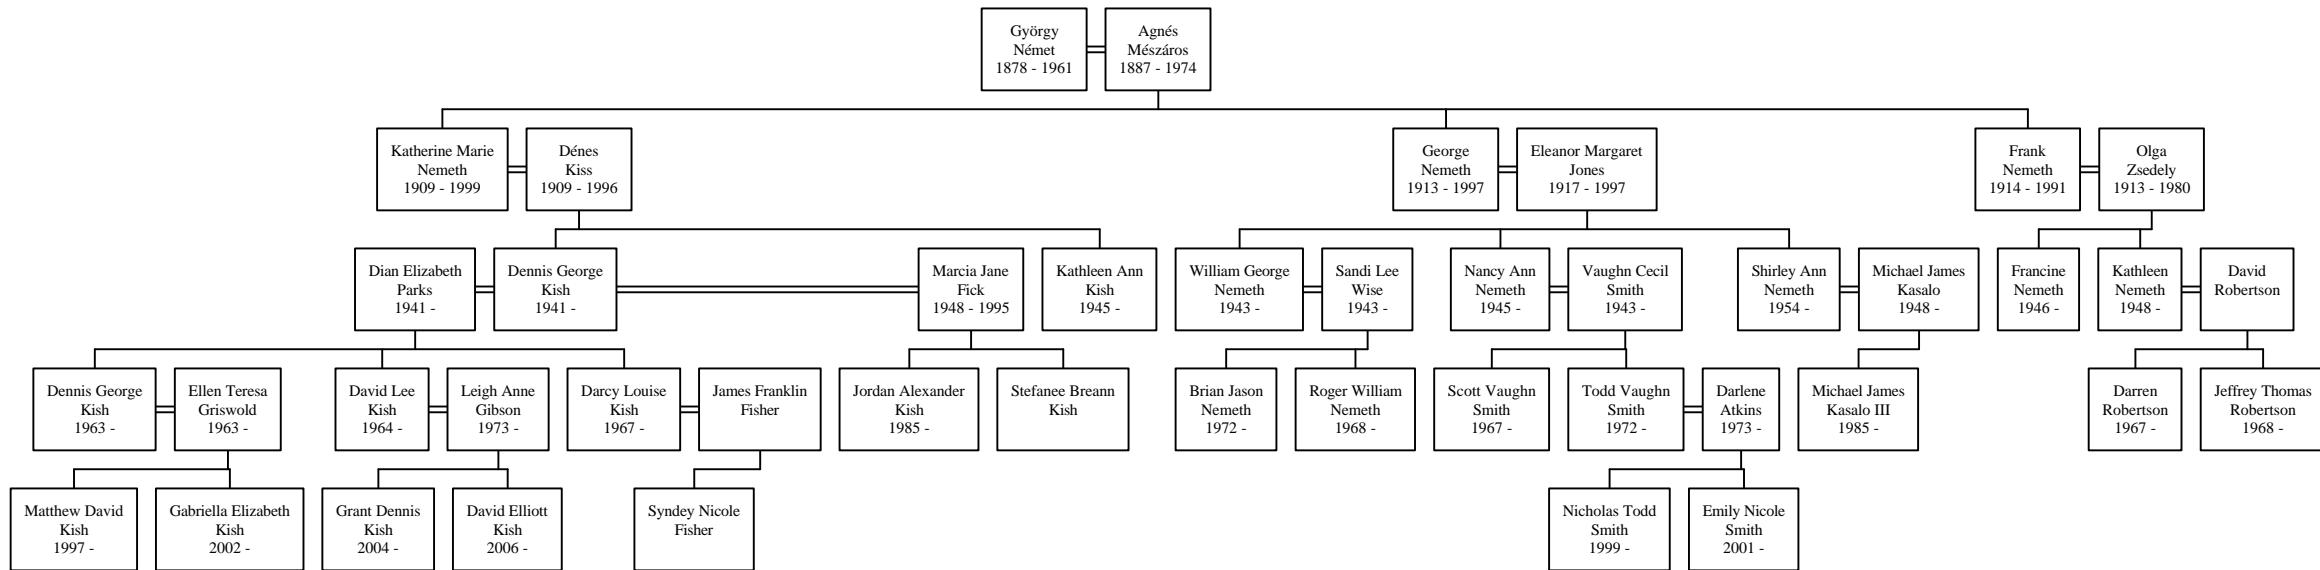 György
Német
1878 - 1961
Agnés
Mészáros
1887 - 1974
Katherine Marie
Nemeth
1909 - 1999
Dénes
Kiss
1909 - 1996
George
Nemeth
1913 - 1997
Eleanor Margaret
Jones
1917 - 1997
Frank
Nemeth
1914 - 1991
Olga
Zsedely
1913 - 1980
Dian Elizabeth
Parks
1941 -
Dennis George
Kish
1941 -
Marcia Jane
Fick
1948 - 1995
Kathleen Ann
Kish
1945 -
William George
Nemeth
1943 -
Sandi Lee
Wise
1943 -
Nancy Ann
Nemeth
1945 -
Vaughn Cecil
Smith
1943 -
Shirley Ann
Nemeth
1954 -
Michael James
Kasalo
1948 -
Francine
Nemeth
1946 -
Kathleen
Nemeth
1948 -
David
Robertson
Dennis George
Kish
1963 -
Ellen Teresa
Griswold
1963 -
David Lee
Kish
1964 -
Leigh Anne
Gibson
1973 -
Darcy Louise
Kish
1967 -
James Franklin
Fisher
Jordan Alexander
Kish
1985 -
Stefanee Breann
Kish
Brian Jason
Nemeth
1972 -
Roger William
Nemeth
1968 -
Scott Vaughn
Smith
1967 -
Todd Vaughn
Smith
1972 -
Darlene
Atkins
1973 -
Michael James
Kasalo III
1985 -
Darren
Robertson
1967 -
Jeffrey Thomas
Robertson
1968 -
Matthew David
Kish
1997 -
Gabriella Elizabeth
Kish
2002 -
Grant Dennis
Kish
2004 -
David Elliott
Kish
2006 -
Syndey Nicole
Fisher
Nicholas Todd
Smith
1999 -
Emily Nicole
Smith
2001 -